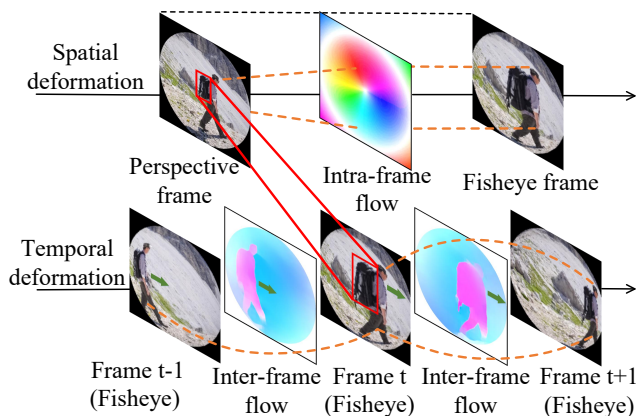 Spatial
deformation
Perspective
frame
Intra-frame
flow
Fisheye frame
Temporal
deformation
Frame t-1
(Fisheye)
Inter-frame
flow
Frame t
(Fisheye)
Inter-frame
flow
Frame t+1
(Fisheye)